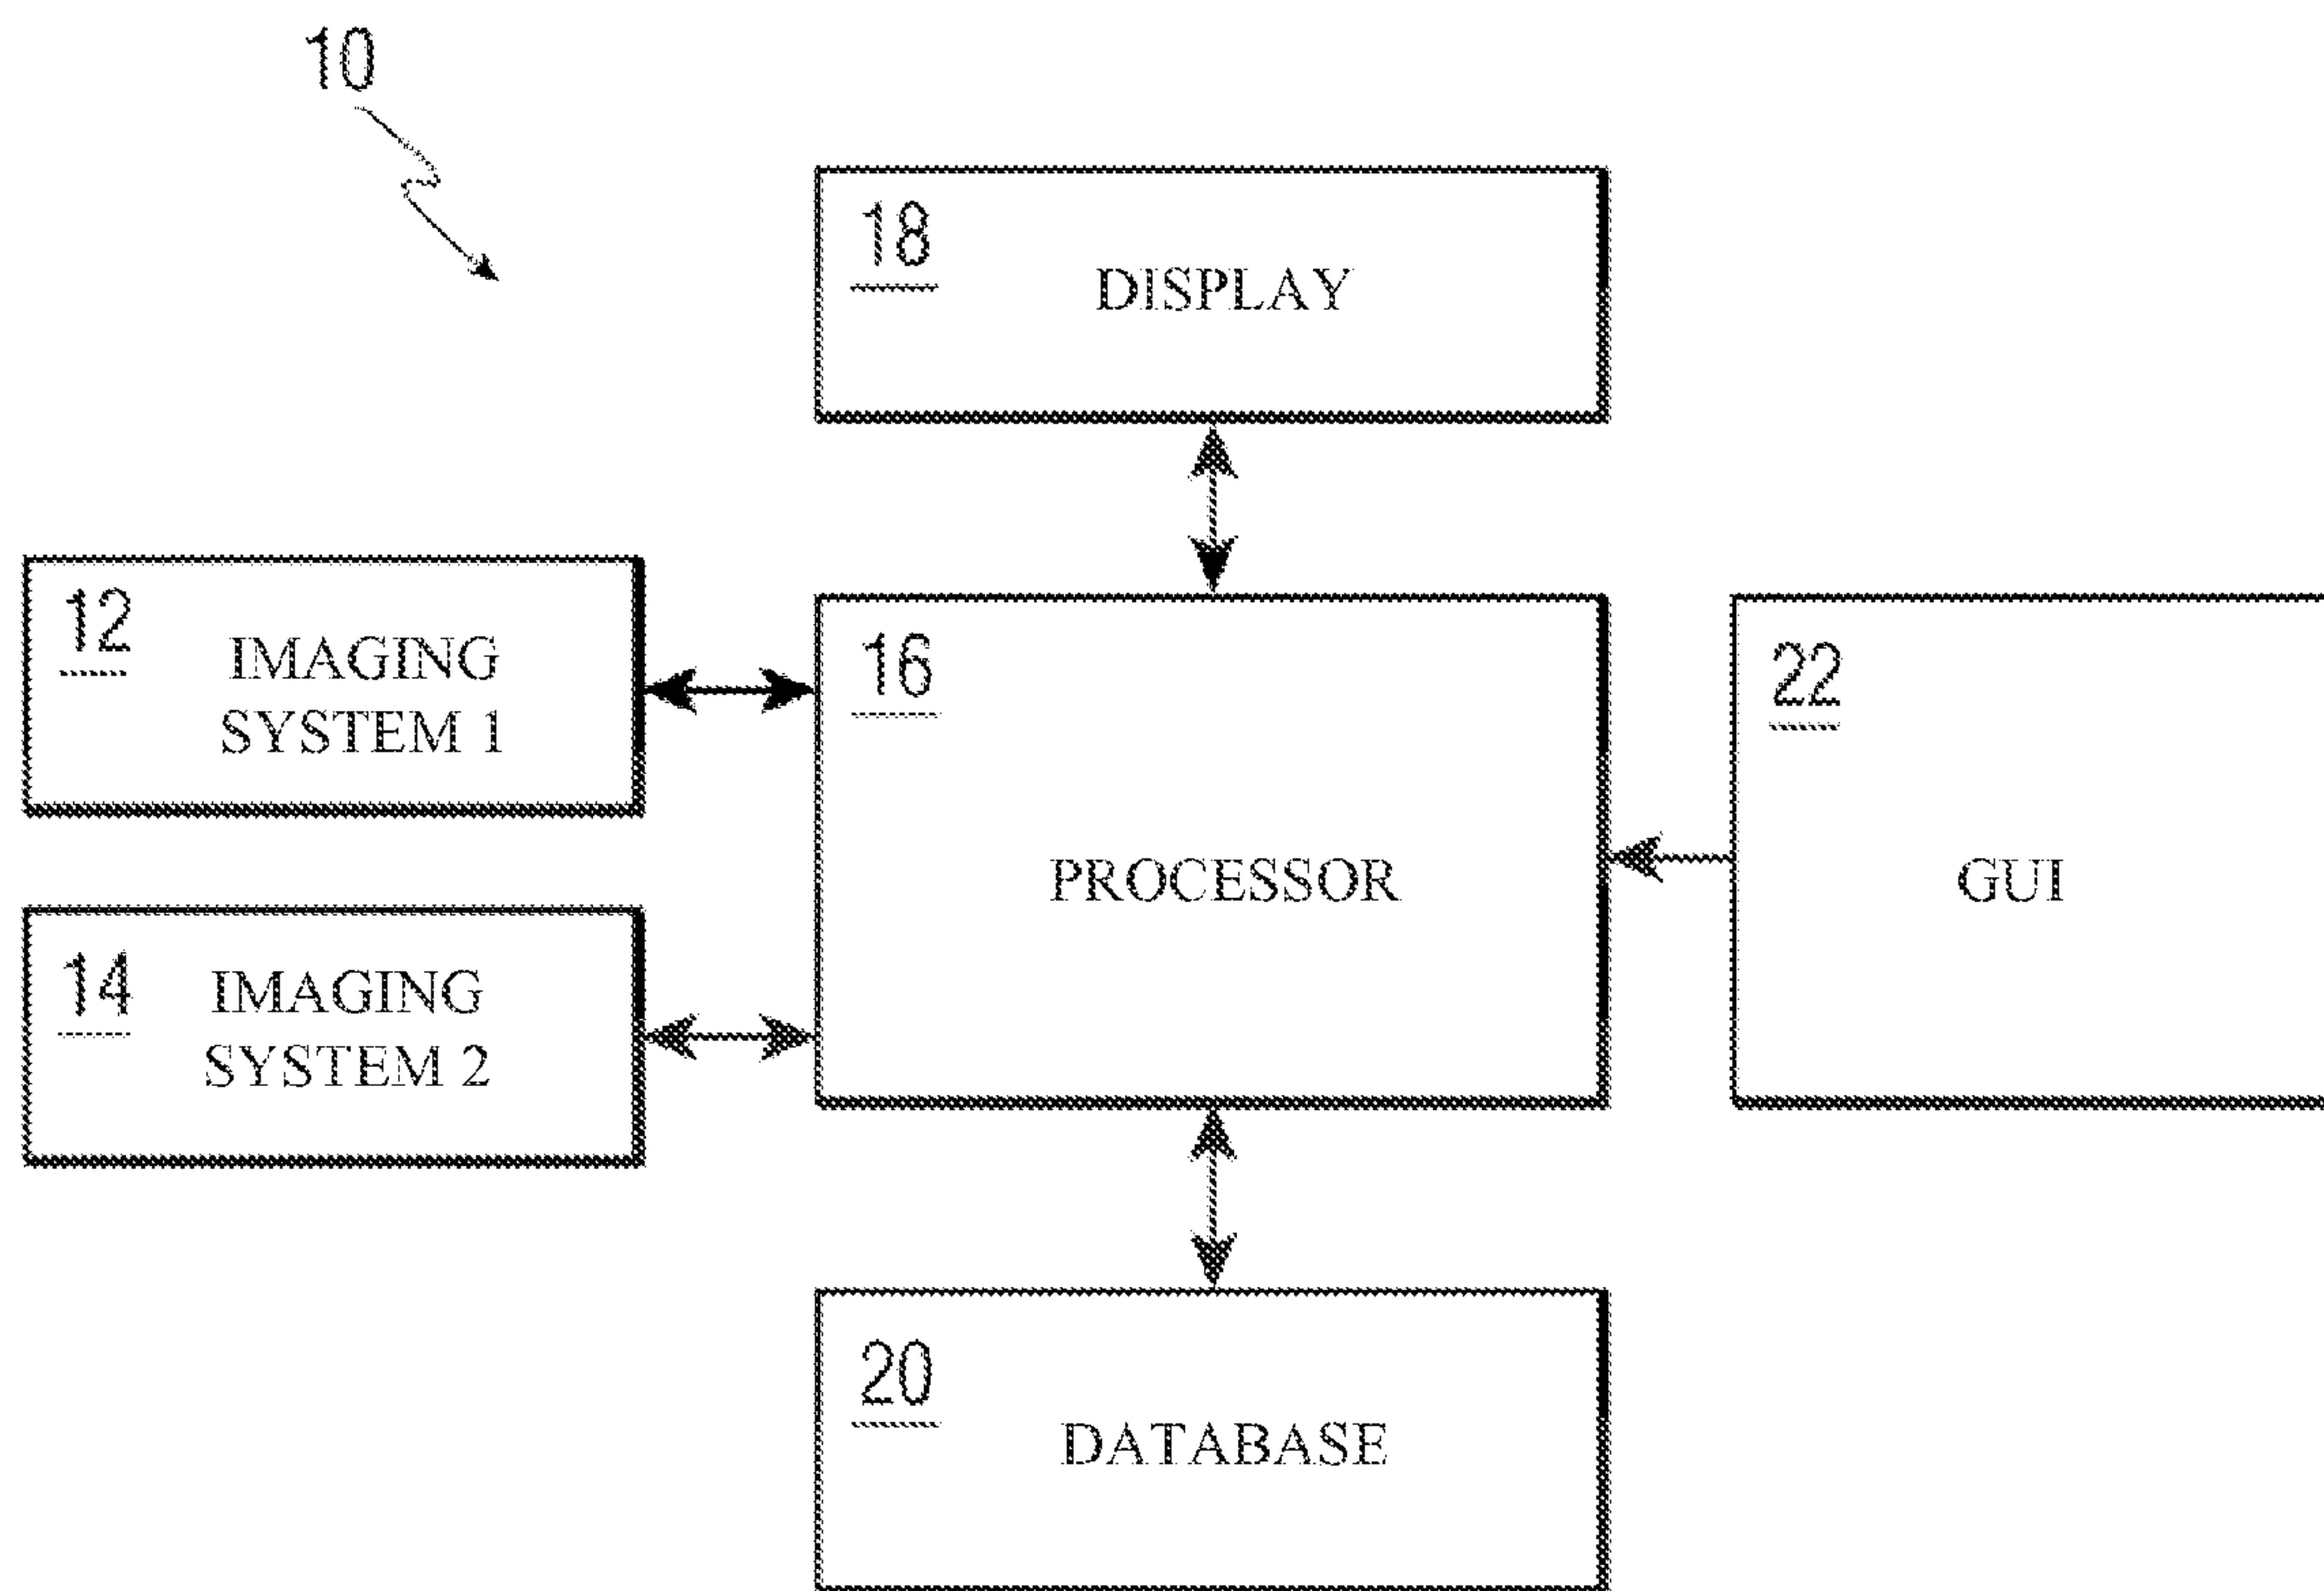 10
18
DISPLAY
12
IMAGING
SYSTEM 1
16
PROCESSOR
22
GUI
14
IMAGING
SYSTEM 2
20
DATABASE